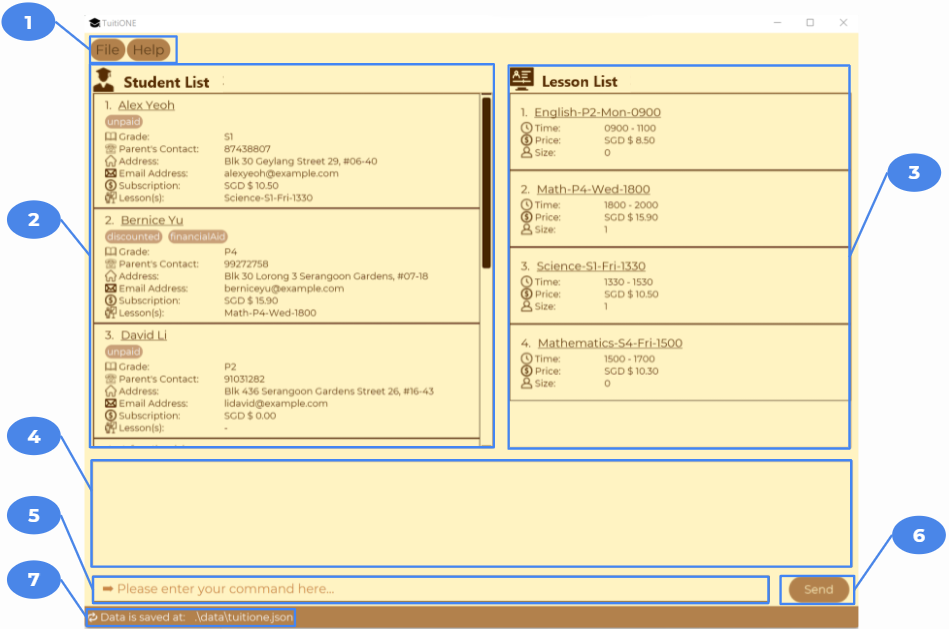 1
TuitiONE
File Help
Student List
1. Alex Yeoh
unpaid
Grade: S1
Parent's Contact: 87438807
Address: Blk 30 Geylang Street 29, #06-40
Email Address: alexyeoh@example.com
Subscription: SGD $ 10.50
Lesson(s): Science-S1-Fri-1330
2
2. Bernice Yu
discounted financialAid
Grade: P4
Parent's Contact: 99272758
Address: Blk 30 Lorong 3 Serangoon Gardens, #07-18
Email Address: berniceyu@example.com
Subscription: SGD $ 15.90
Lesson(s): Math-P4-Wed-1800
3. David Li
unpaid
Grade: P2
Parent's Contact: 91031282
Address: Blk 436 Serangoon Gardens Street 26, #16-43
Email Address: lidavid@example.com
Subscription: SGD $ 0.00
Lesson(s): -
Lesson List
1. English-P2-Mon-0900
Time: 0900 - 1100
Price: SGD $ 8.50
Size: 0
3
2. Math-P4-Wed-1800
Time: 1800 - 2000
Price: SGD $ 15.90
Size: 1
3. Science-S1-Fri-1330
Time: 1330 - 1530
Price: SGD $ 10.50
Size: 1
4. Mathematics-S4-Fri-1500
Time: 1500 - 1700
Price: SGD $ 10.30
Size: 0
4
5
Please enter your command here...
Send
6
7
Data is saved at: .\data\tuitione.json